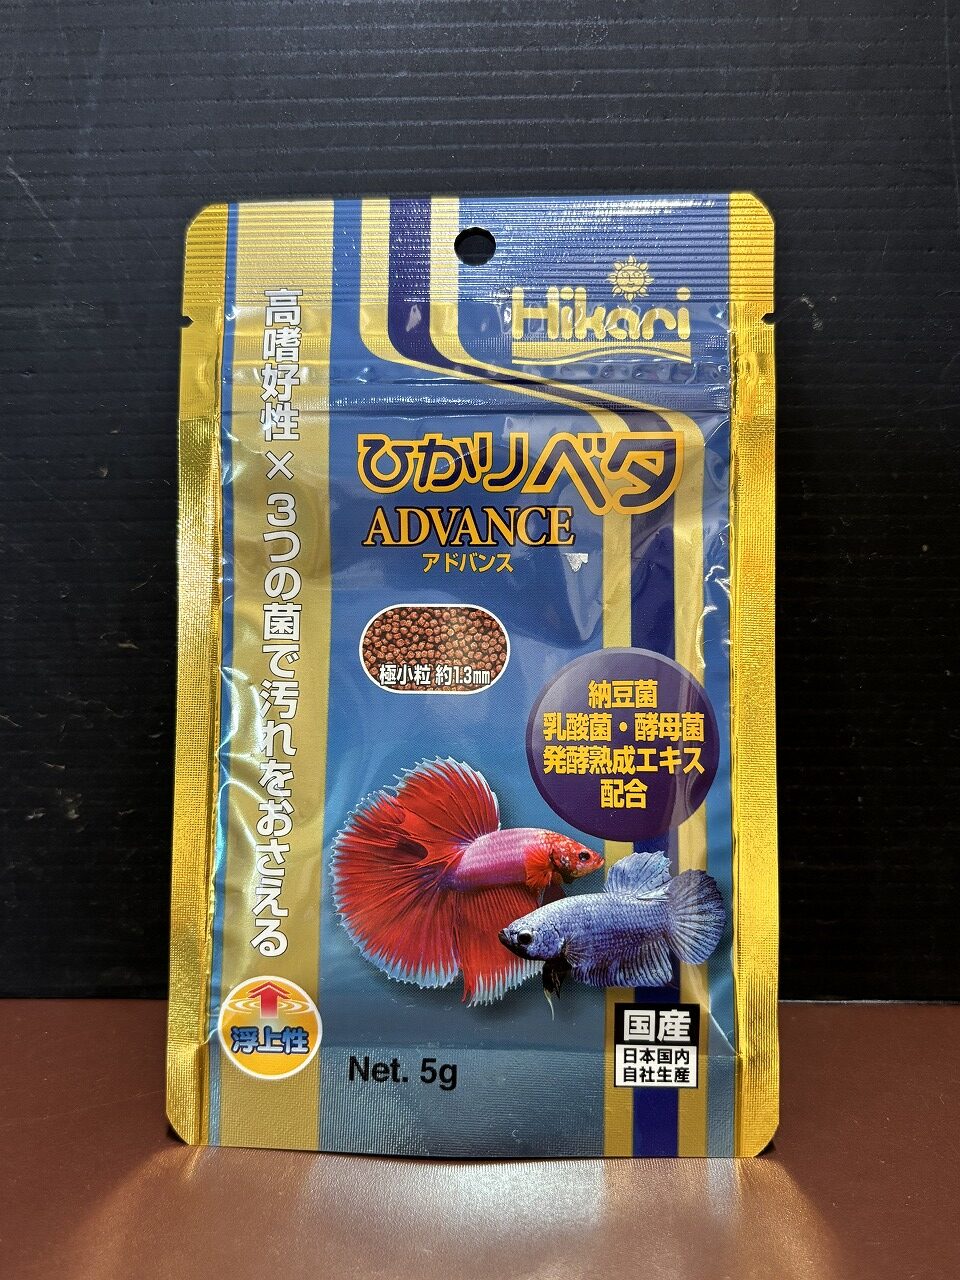 Hikari
高嗜好性×3つの菌で汚れをおさえる
ひかりベタ
ADVANCE
アドバンス
極小粒 約1.3mm
納豆菌
乳酸菌・酵母菌
発酵熟成エキス
配合
浮上性
Net. 5g
国産
日本国内
自社生産